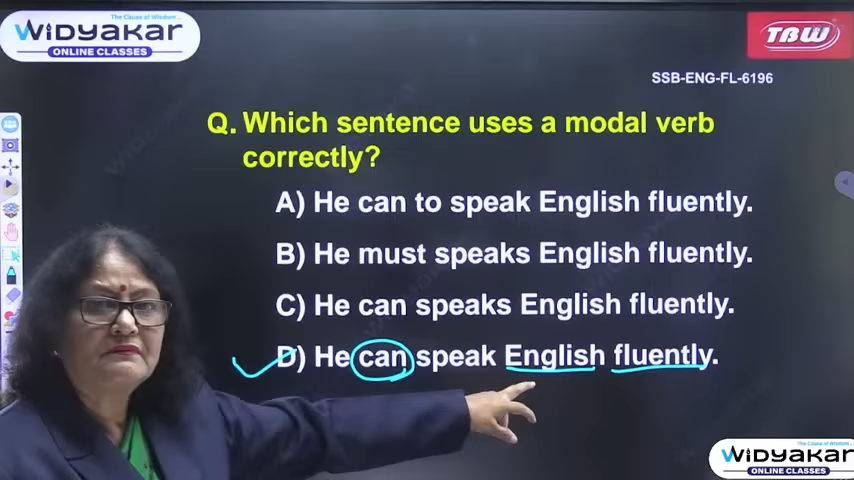 The Cause of Wisdom...
WIDYAKAR
ONLINE CLASSES
TBW
SSB-ENG-FL-6196
Q. Which sentence uses a modal verb
correctly?
A) He can to speak English fluently.
B) He must speaks English fluently.
C) He can speaks English fluently.
D) He can speak English fluently.
The Cause of Wisdom...
WIDYAKAR
ONLINE CLASSES